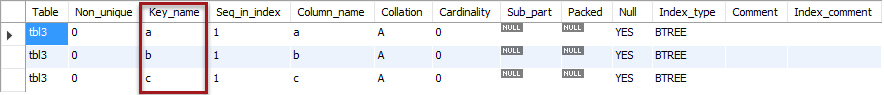 Table Non_unique Key_name Seq_in_index Column_name Collation Cardinality Sub_part Packed Null Index_type Comment Index_comment
tbl3 0 a 1 a A 0 NULL NULL YES BTREE
tbl3 0 b 1 b A 0 NULL NULL YES BTREE
tbl3 0 c 1 c A 0 NULL NULL YES BTREE